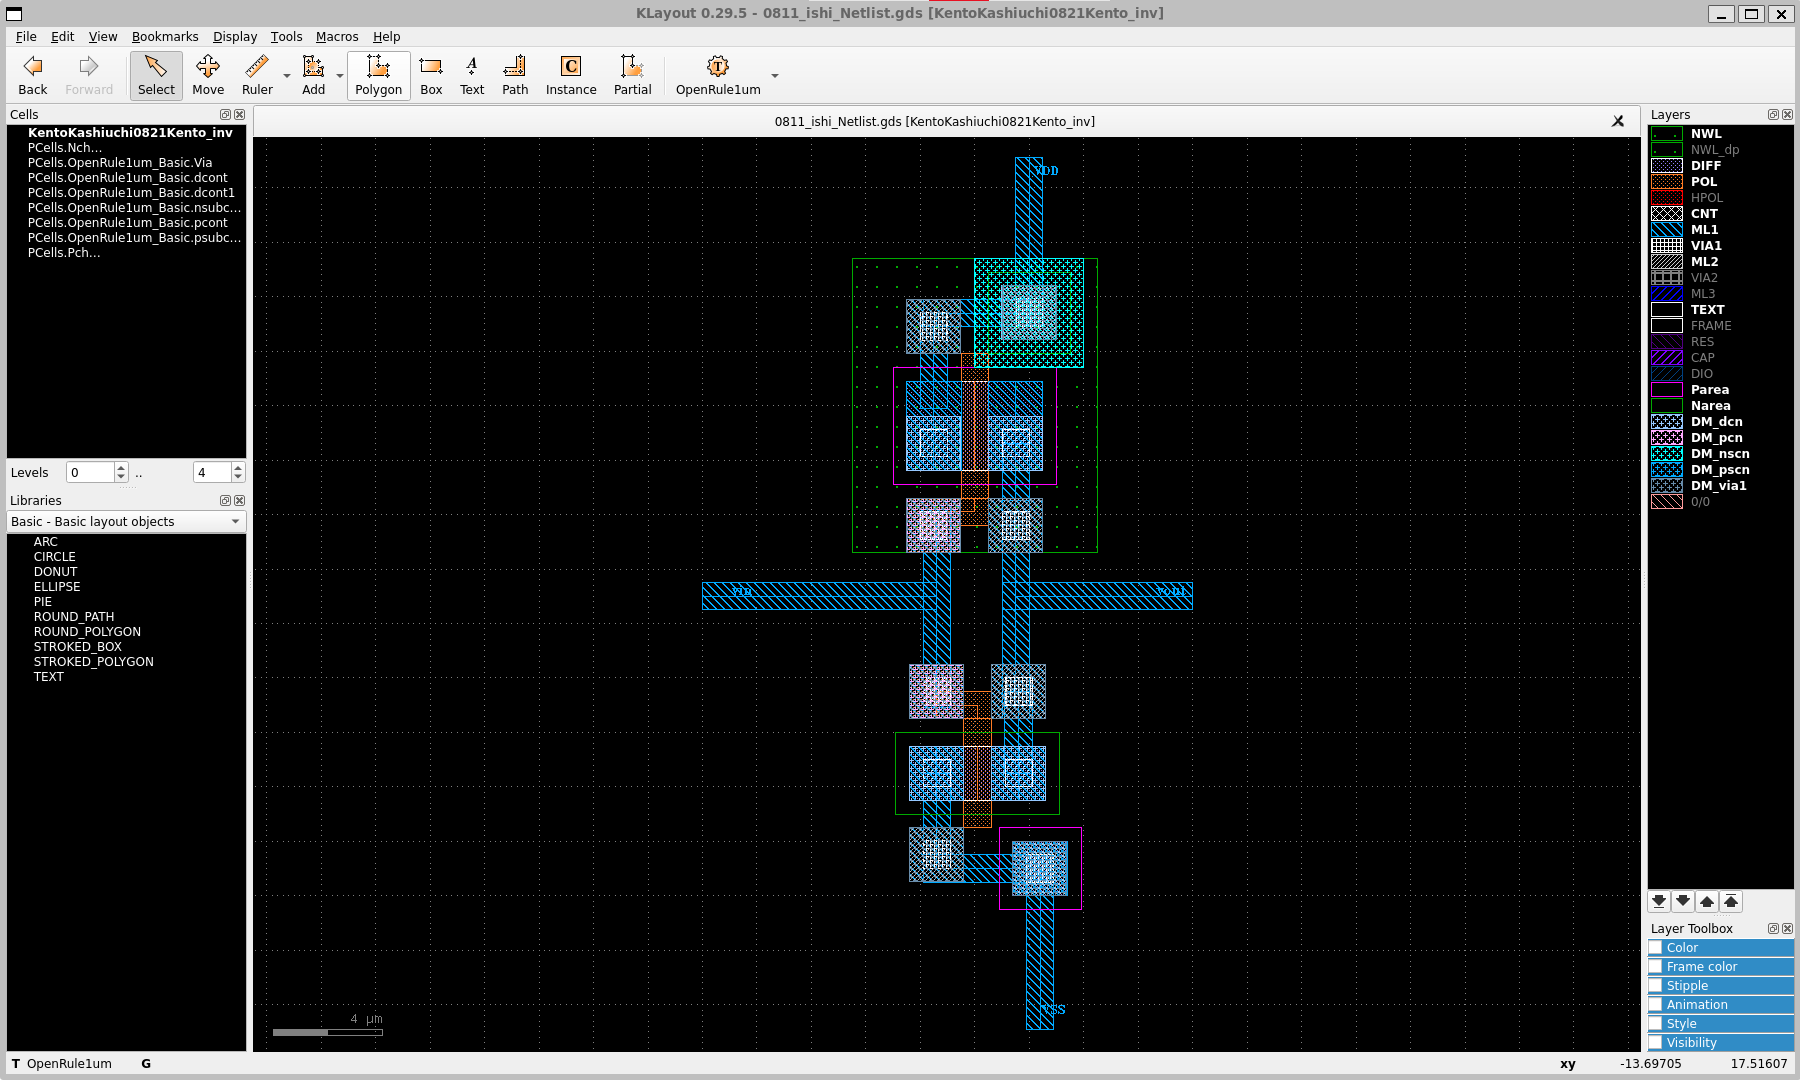 KLayout 0.29.5 - 0811_ishi_Netlist.gds [KentoKashiuchi0821Kento_inv]
File Edit View Bookmarks Display Tools Macros Help
Back Forward Select Move Ruler Add Polygon Box Text Path Instance Partial OpenRule1um
Cells
KentoKashiuchi0821Kento_inv
PCells.Nch...
PCells.OpenRule1um_Basic.Via
PCells.OpenRule1um_Basic.dcont
PCells.OpenRule1um_Basic.dcont1
PCells.OpenRule1um_Basic.nsubc...
PCells.OpenRule1um_Basic.pcont
PCells.OpenRule1um_Basic.psubc...
PCells.Pch...
Levels 0 .. 4
Libraries
Basic - Basic layout objects
ARC
CIRCLE
DONUT
ELLIPSE
PIE
ROUND_PATH
ROUND_POLYGON
STROKED_BOX
STROKED_POLYGON
TEXT
0811_ishi_Netlist.gds [KentoKashiuchi0821Kento_inv]
VDD
vin
vout
VSS
4 µm
Layers
NWL
NWL_dp
DIFF
POL
HPOL
CNT
ML1
VIA1
ML2
VIA2
ML3
TEXT
FRAME
RES
CAP
DIO
Parea
Narea
DM_dcn
DM_pcn
DM_nscn
DM_pscn
DM_via1
0/0
Layer Toolbox
Color
Frame color
Stipple
Animation
Style
Visibility
T OpenRule1um G xy -13.69705 17.51607